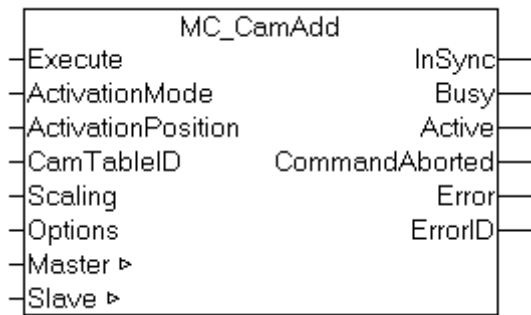 MC_CamAdd
Execute InSync
ActivationMode Busy
ActivationPosition Active
CamTableID CommandAborted
Scaling Error
Options ErrorID
Master
Slave